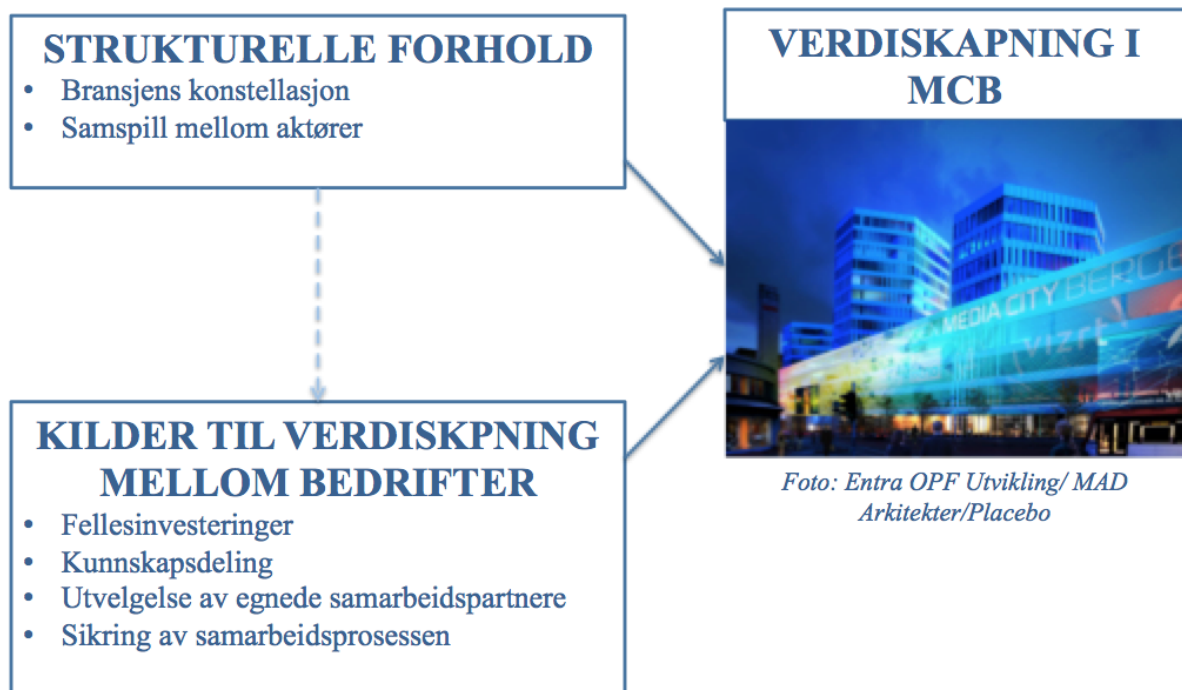 STRUKTURELLE FORHOLD
• Bransjens konstellasjon
• Samspill mellom aktører
VERDISKAPNING I
MCB
MEDIA CITY BERGE
vizrt
Foto: Entra OPF Utvikling/ MAD
Arkitekter/Placebo
KILDER TIL VERDISKPNING
MELLOM BEDRIFTER
• Fellesinvesteringer
• Kunnskapsdeling
• Utvelgelse av egnede samarbeidspartnere
• Sikring av samarbeidsprosessen